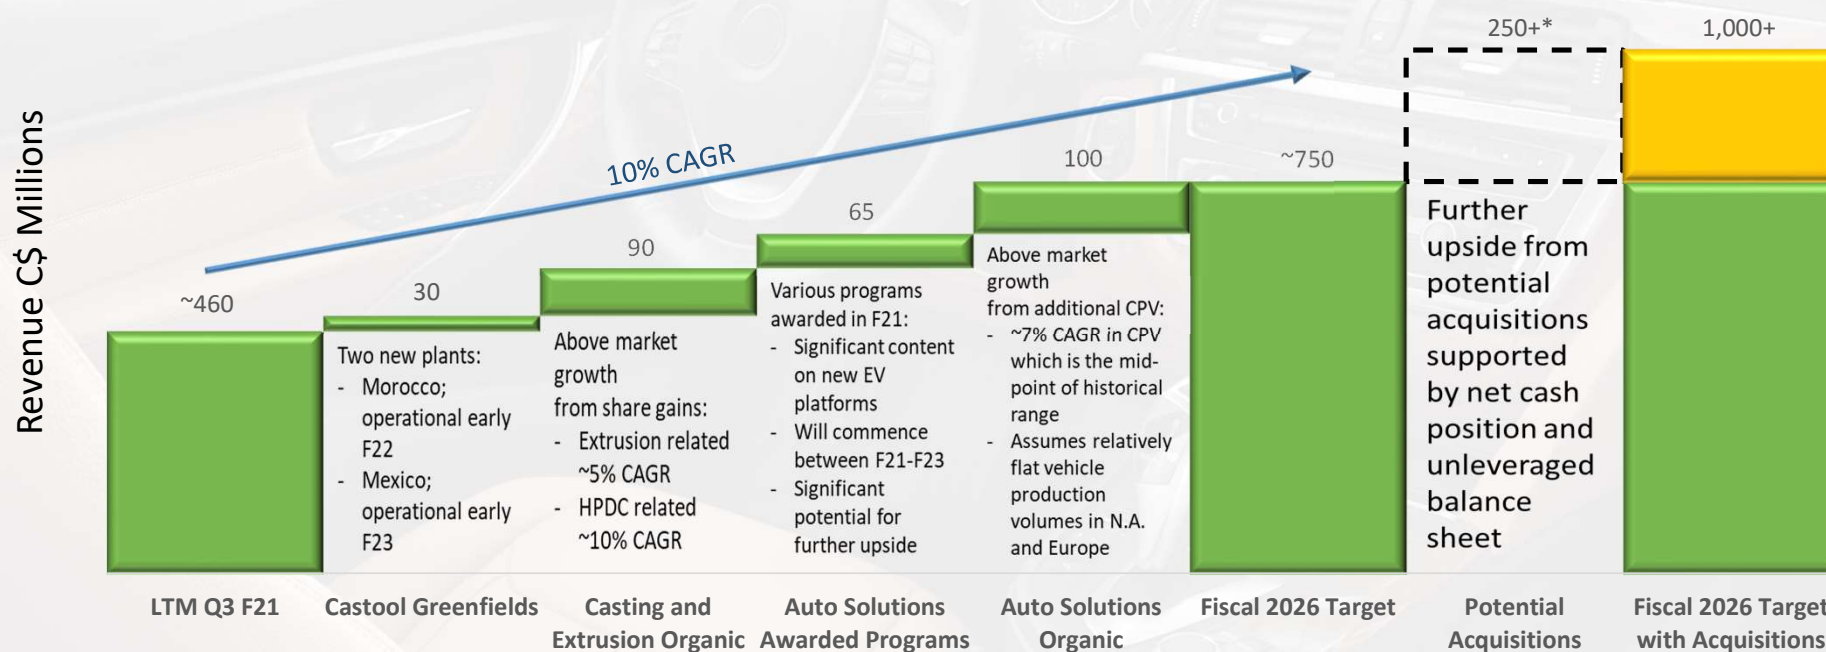 Revenue C$ Millions
10% CAGR
~460
30
90
65
100
~750
250+*
1,000+
Two new plants:
- Morocco;
operational early
F22
- Mexico;
operational early
F23
Above market
growth
from share gains:
- Extrusion related
~5% CAGR
- HPDC related
~10% CAGR
Various programs
awarded in F21:
- Significant content
on new EV
platforms
- Will commence
between F21-F23
- Significant
potential for
further upside
Above market
growth
from additional CPV:
- ~7% CAGR in CPV
which is the mid-
point of historical
range
- Assumes relatively
flat vehicle
production
volumes in N.A.
and Europe
Further
upside from
potential
acquisitions
supported
by net cash
position and
unleveraged
balance
sheet
LTM Q3 F21
Castool Greenfields
Casting and
Extrusion Organic
Auto Solutions
Awarded Programs
Auto Solutions
Organic
Fiscal 2026 Target
Potential
Acquisitions
Fiscal 2026 Target
with Acquisitions